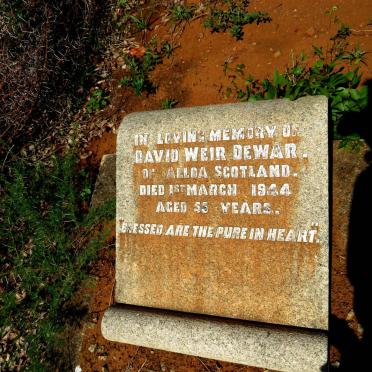 IN LOVING MEMORY OF
DAVID WEIR DEWAR.
OF ALLOA SCOTLAND.
DIED 1ST MARCH 1944
AGED 55 YEARS.
"BLESSED ARE THE PURE IN HEART".